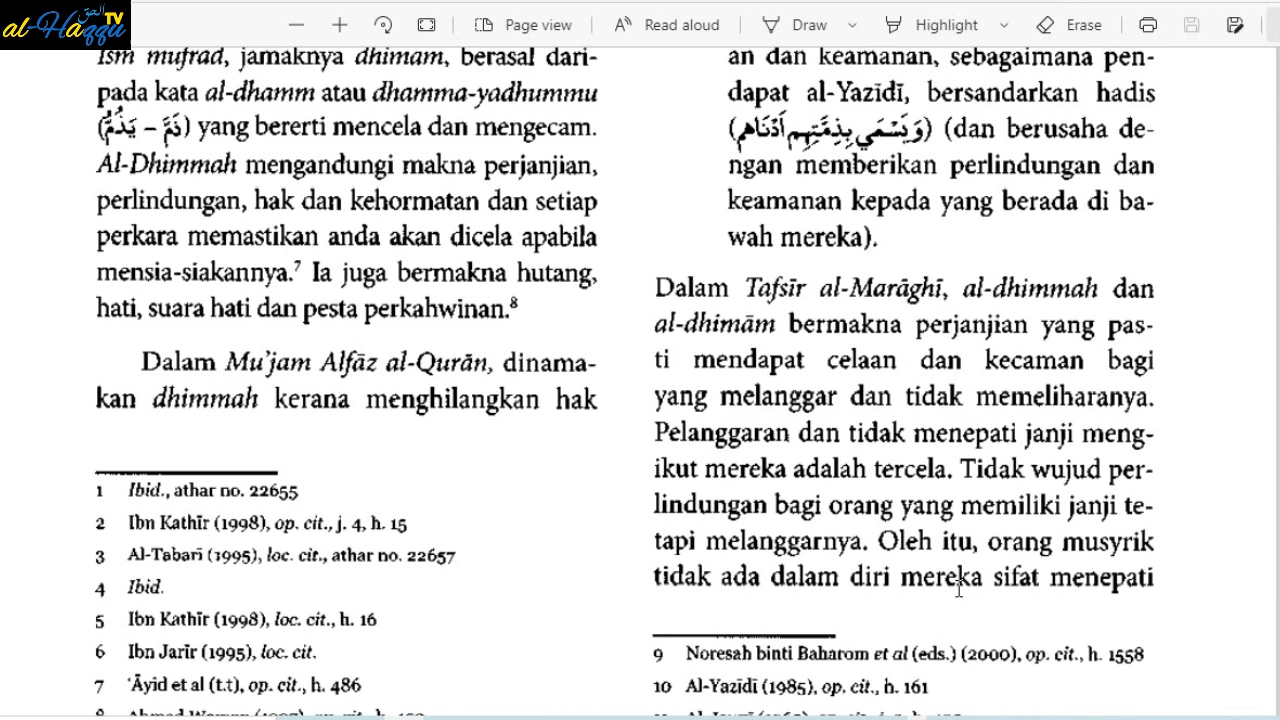 الحق
al-Haqqu TV
Page view
Read aloud
Draw
Highlight
Erase
Ism mufrad, jamaknya dhimam, berasal dari-
pada kata al-dhamm atau dhamma-yadhummu
(ذَمَّ – يَذُمُّ) yang bererti mencela dan mengecam.
Al-Dhimmah mengandungi makna perjanjian,
perlindungan, hak dan kehormatan dan setiap
perkara memastikan anda akan dicela apabila
mensia-siakannya.⁷ Ia juga bermakna hutang,
hati, suara hati dan pesta perkahwinan.⁸
Dalam Mu’jam Alfāz al-Qurān, dinama-
kan dhimmah kerana menghilangkan hak
1 Ibid., athar no. 22655
2 Ibn Kathīr (1998), op. cit., j. 4, h. 15
3 Al-Tabarī (1995), loc. cit., athar no. 22657
4 Ibid.
5 Ibn Kathīr (1998), loc. cit., h. 16
6 Ibn Jarīr (1995), loc. cit.
7 ‘Āyid et al (t.t), op. cit., h. 486
an dan keamanan, sebagaimana pen-
dapat al-Yazīdī, bersandarkan hadis
(وَيَسْمَي بِذِمَّتِهِم أَدْنَاهم) (dan berusaha de-
ngan memberikan perlindungan dan
keamanan kepada yang berada di ba-
wah mereka).
Dalam Tafsīr al-Marāghī, al-dhimmah dan
al-dhimām bermakna perjanjian yang pas-
ti mendapat celaan dan kecaman bagi
yang melanggar dan tidak memeliharanya.
Pelanggaran dan tidak menepati janji meng-
ikut mereka adalah tercela. Tidak wujud per-
lindungan bagi orang yang memiliki janji te-
tapi melanggarnya. Oleh itu, orang musyrik
tidak ada dalam diri mereka sifat menepati
9 Noresah binti Baharom et al (eds.) (2000), op. cit., h. 1558
10 Al-Yazīdī (1985), op. cit., h. 161